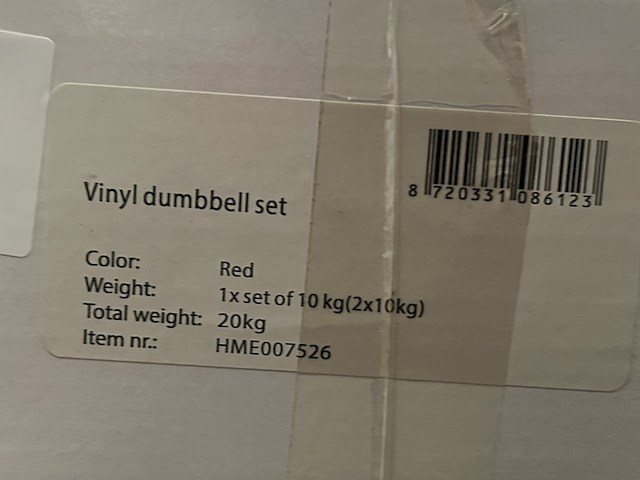 8 720331 086123
Vinyl dumbbell set
Color: Red
Weight: 1x set of 10 kg(2x10kg)
Total weight: 20kg
Item nr.: HME007526